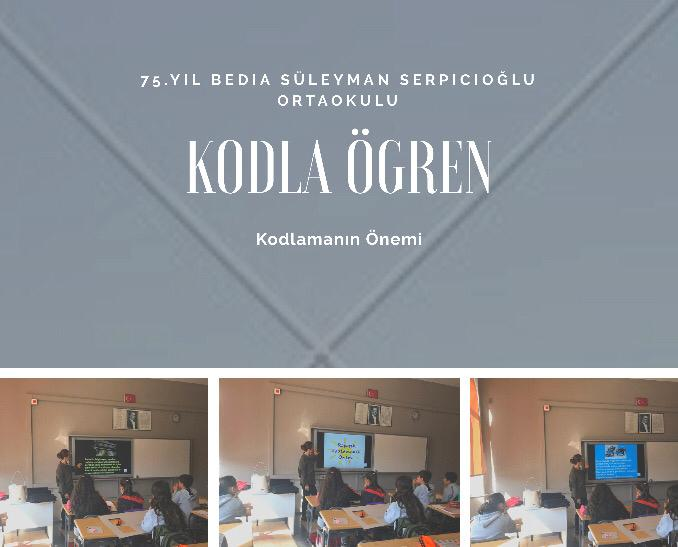 75.YIL BEDIA SÜLEYMAN SERPICIOĞLU
ORTAOKULU
KODLA ÖGREN
Kodlamanın Önemi